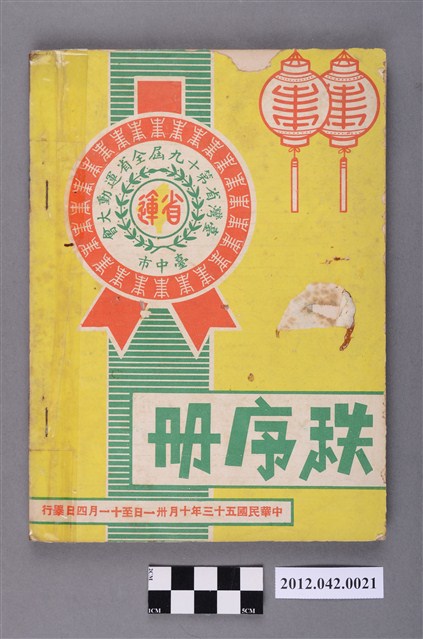 臺灣省第十九屆全省運動大會
省運
臺中市
秩序冊
中華民國五十三年十月卅一日至十一月四日舉行
2012.042.0021
1CM
5CM
2CM